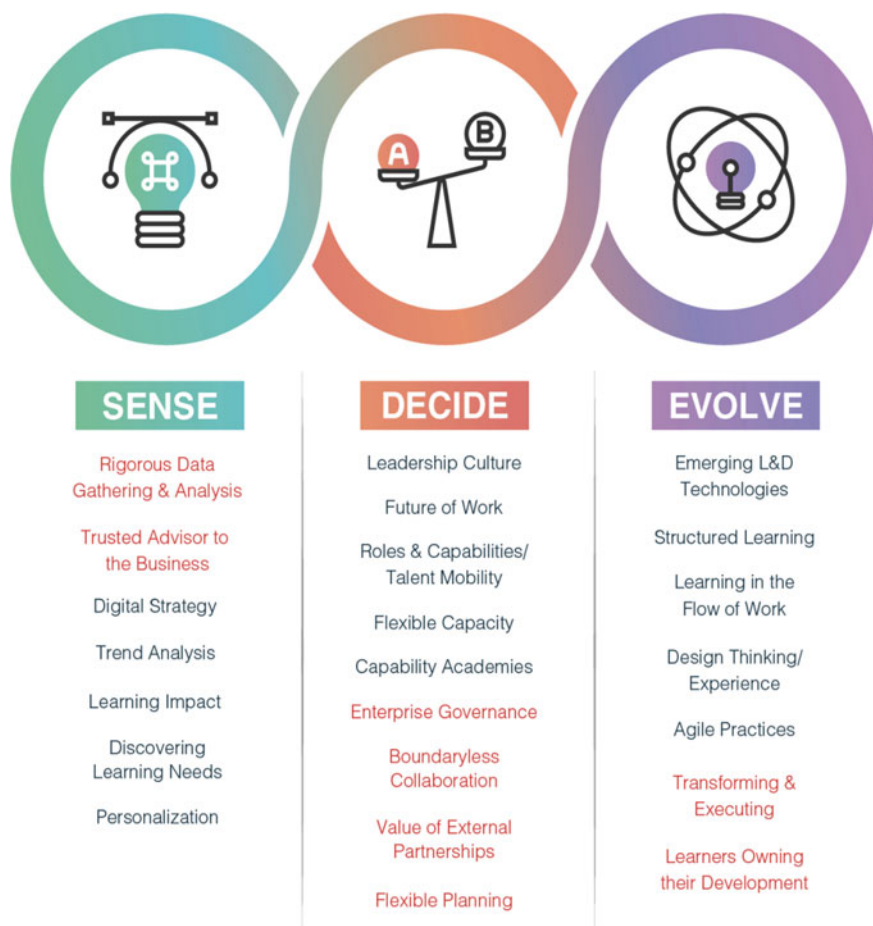 A
B
SENSE
Rigorous Data
Gathering & Analysis
Trusted Advisor to
the Business
Digital Strategy
Trend Analysis
Learning Impact
Discovering
Learning Needs
Personalization
DECIDE
Leadership Culture
Future of Work
Roles & Capabilities/
Talent Mobility
Flexible Capacity
Capability Academies
Enterprise Governance
Boundaryless
Collaboration
Value of External
Partnerships
Flexible Planning
EVOLVE
Emerging L&D
Technologies
Structured Learning
Learning in the
Flow of Work
Design Thinking/
Experience
Agile Practices
Transforming &
Executing
Learners Owning
their Development